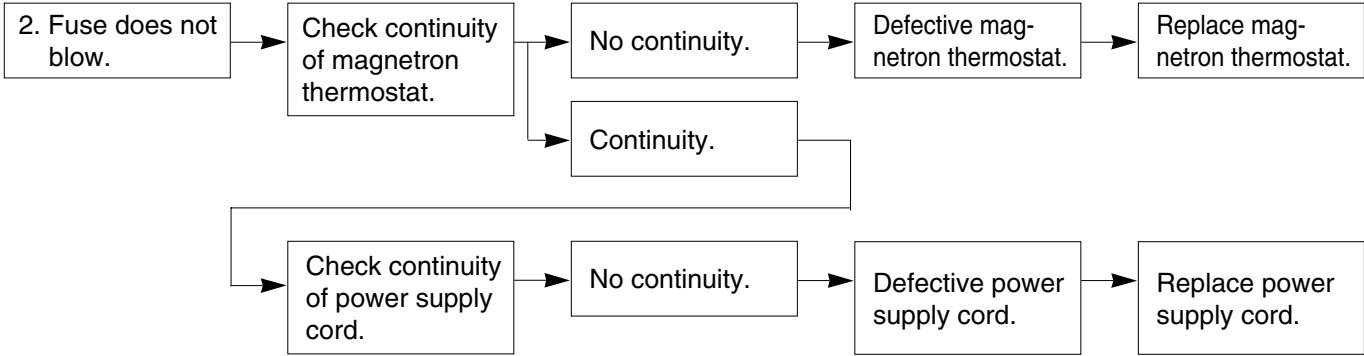 2. Fuse does not
blow.
Check continuity
of magnetron
thermostat.
No continuity.
Defective mag-
netron thermostat.
Replace mag-
netron thermostat.
Continuity.
Check continuity
of power supply
cord.
No continuity.
Defective power
supply cord.
Replace power
supply cord.